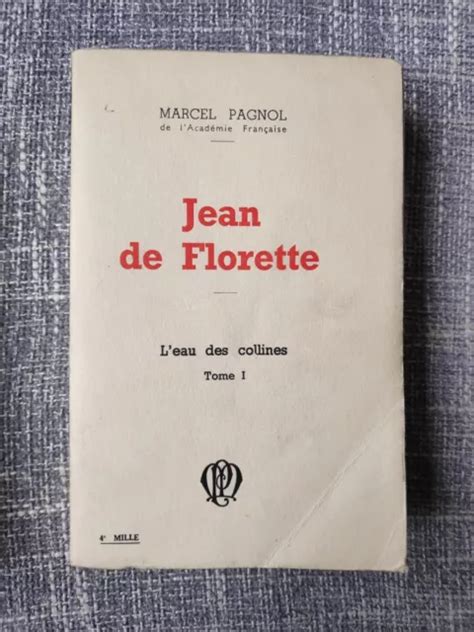 MARCEL PAGNOL
de l'Académie Française
Jean
de Florette
L'eau des collines
Tome I
4e MILLE